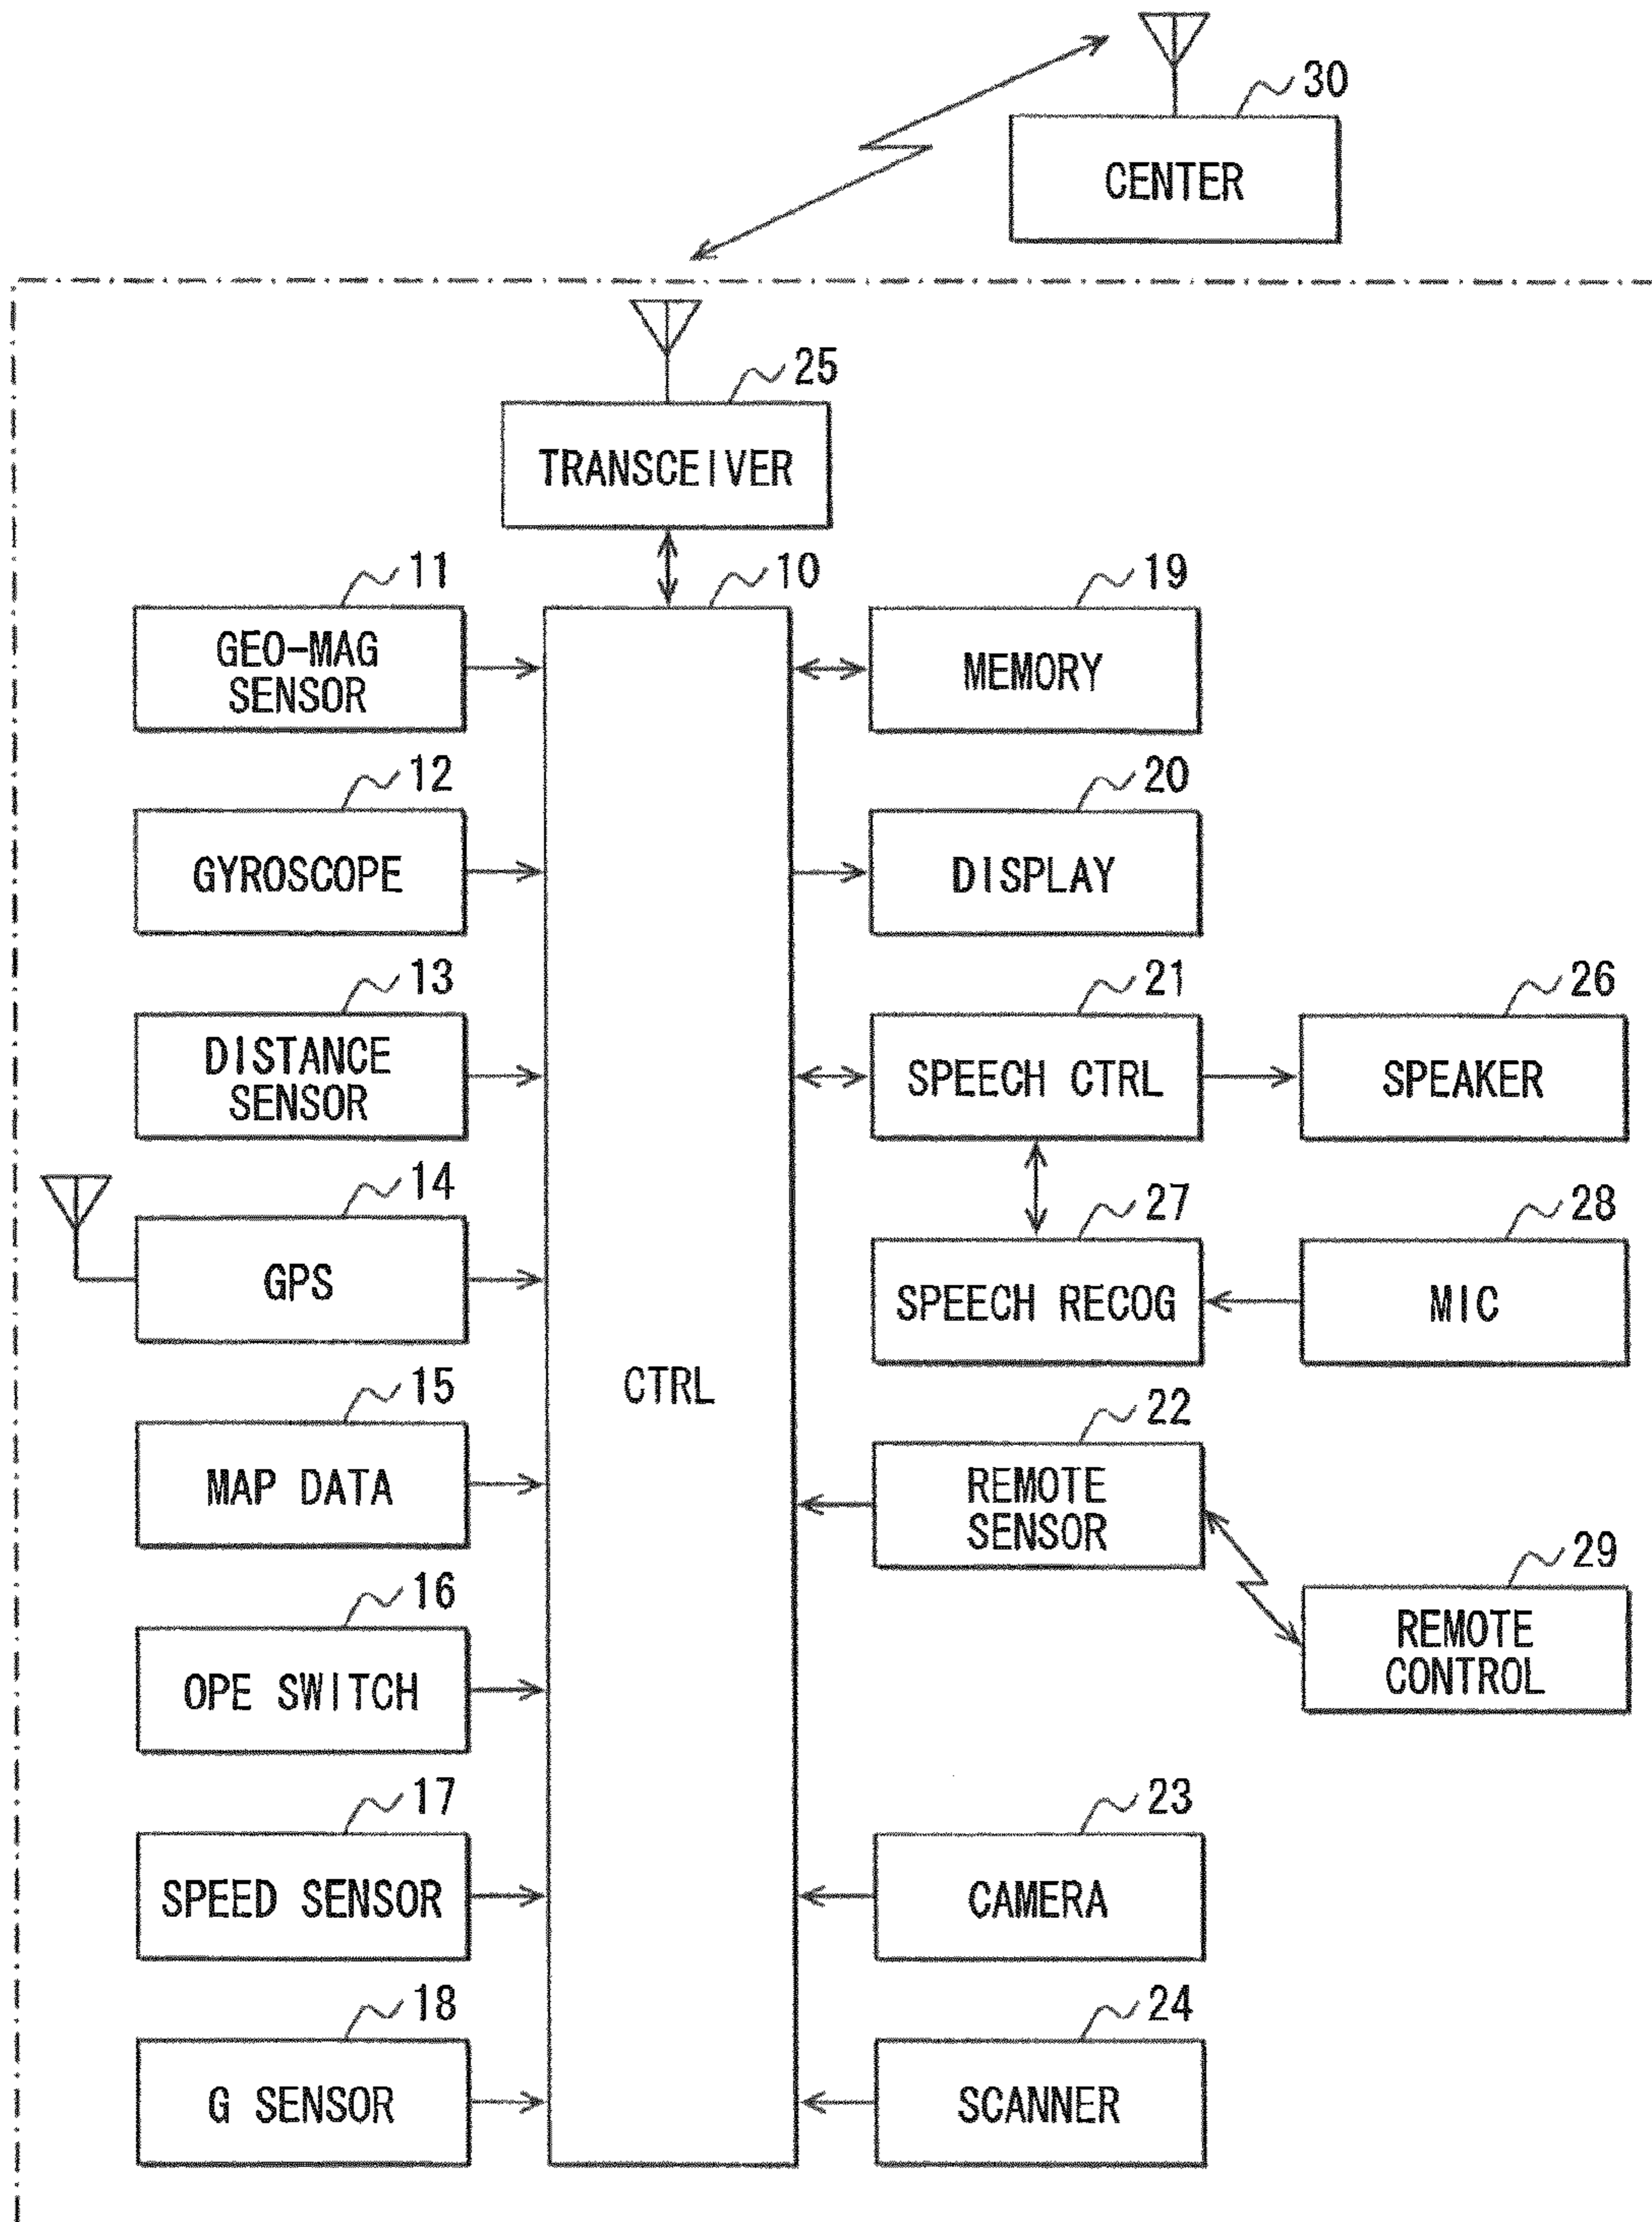 30
CENTER
25
TRANSCEIVER
11
GEO-MAG
SENSOR
10
CTRL
19
MEMORY
12
GYROSCOPE
20
DISPLAY
13
DISTANCE
SENSOR
21
SPEECH CTRL
26
SPEAKER
14
GPS
27
SPEECH RECOG
28
MIC
15
MAP DATA
22
REMOTE
SENSOR
16
OPE SWITCH
29
REMOTE
CONTROL
17
SPEED SENSOR
23
CAMERA
18
G SENSOR
24
SCANNER